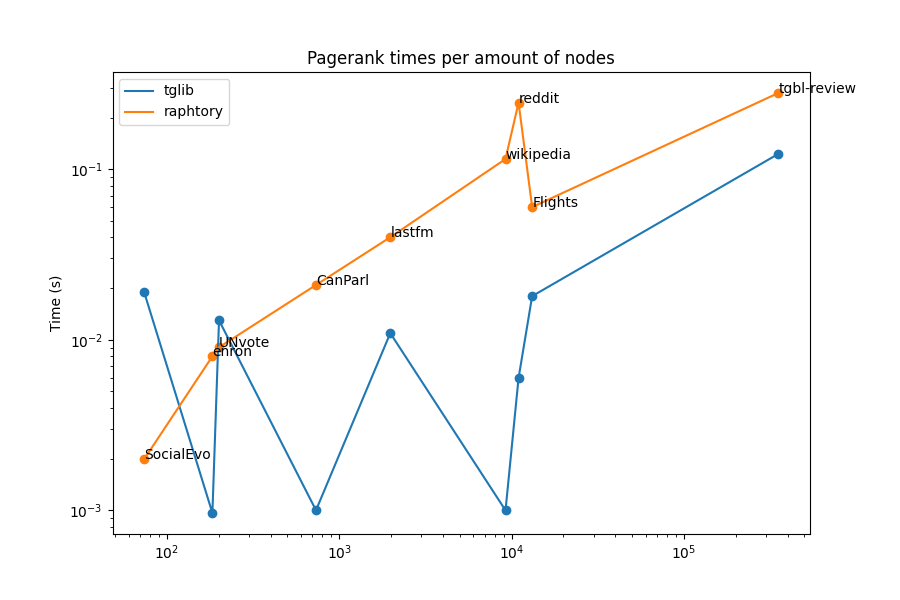 Pagerank times per amount of nodes
tglib
raphtory
tgbl-review
reddit
wikipedia
Flights
lastfm
CanParl
UNvote
enron
SocialEvo
Time (s)
10⁻¹
10⁻²
10⁻³
10² 10³ 10⁴ 10⁵